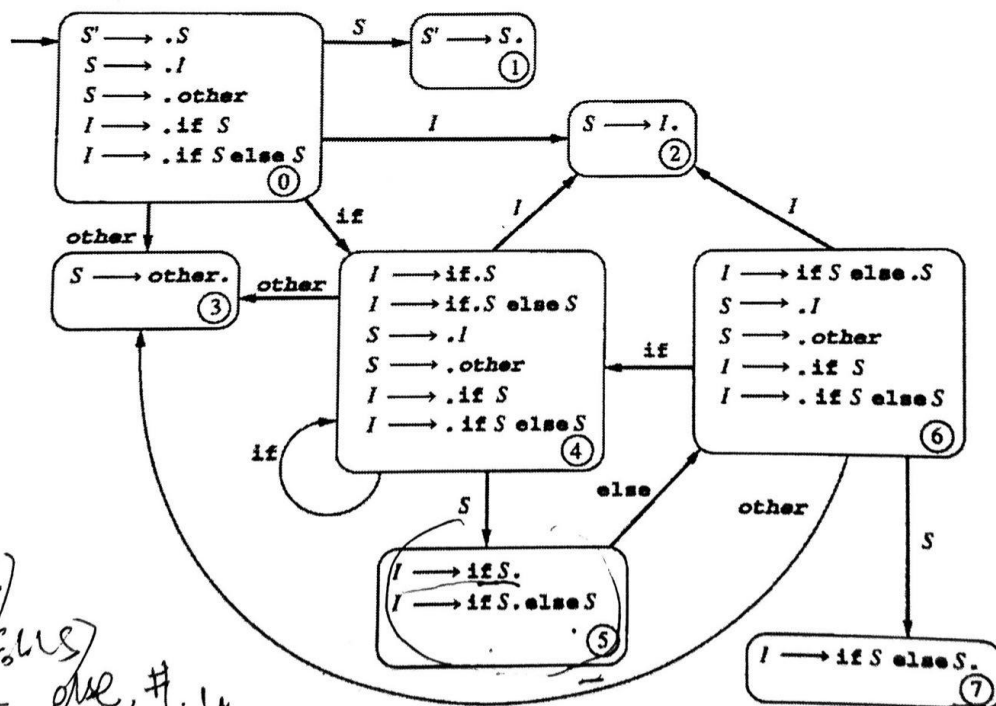 S' ⟶ .S
S ⟶ .I
S ⟶ .other
I ⟶ .if S
I ⟶ .if S else S
0
S
S' ⟶ S.
1
I
S ⟶ I.
2
other
if
I
I
S ⟶ other.
3
other
I ⟶ if.S
I ⟶ if.S else S
S ⟶ .I
S ⟶ .other
I ⟶ .if S
I ⟶ .if S else S
4
if
if
I ⟶ if S else.S
S ⟶ .I
S ⟶ .other
I ⟶ .if S
I ⟶ .if S else S
6
S
else
other
S
I ⟶ if S.
I ⟶ if S.else S
5
I ⟶ if S else S.
7
else, #